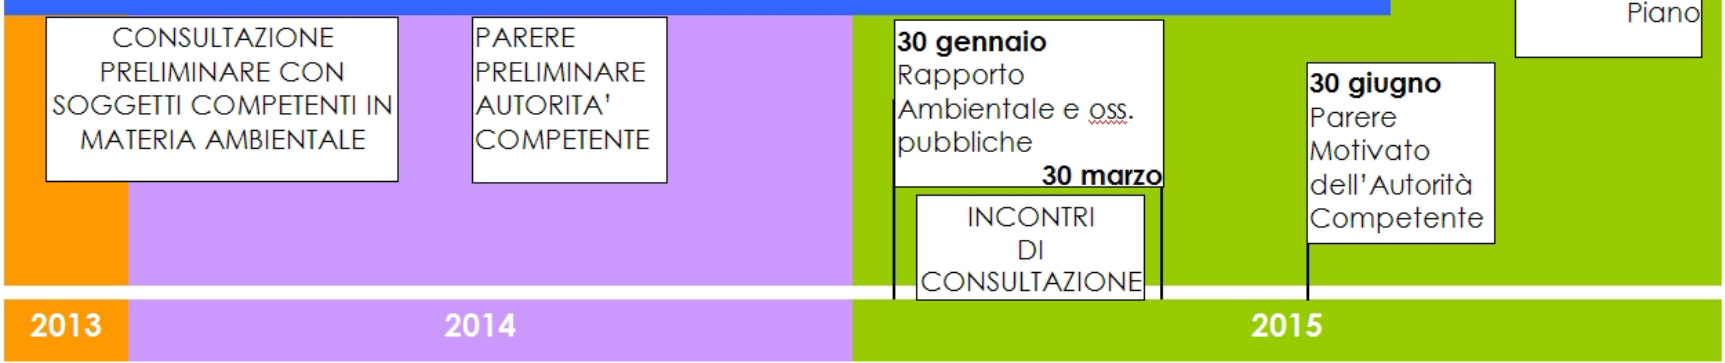 Piano
CONSULTAZIONE
PRELIMINARE CON
SOGGETTI COMPETENTI IN
MATERIA AMBIENTALE
PARERE
PRELIMINARE
AUTORITA'
COMPETENTE
30 gennaio
Rapporto
Ambientale e oss.
pubbliche
30 marzo
INCONTRI
DI
CONSULTAZIONE
30 giugno
Parere
Motivato
dell'Autorità
Competente
2013
2014
2015